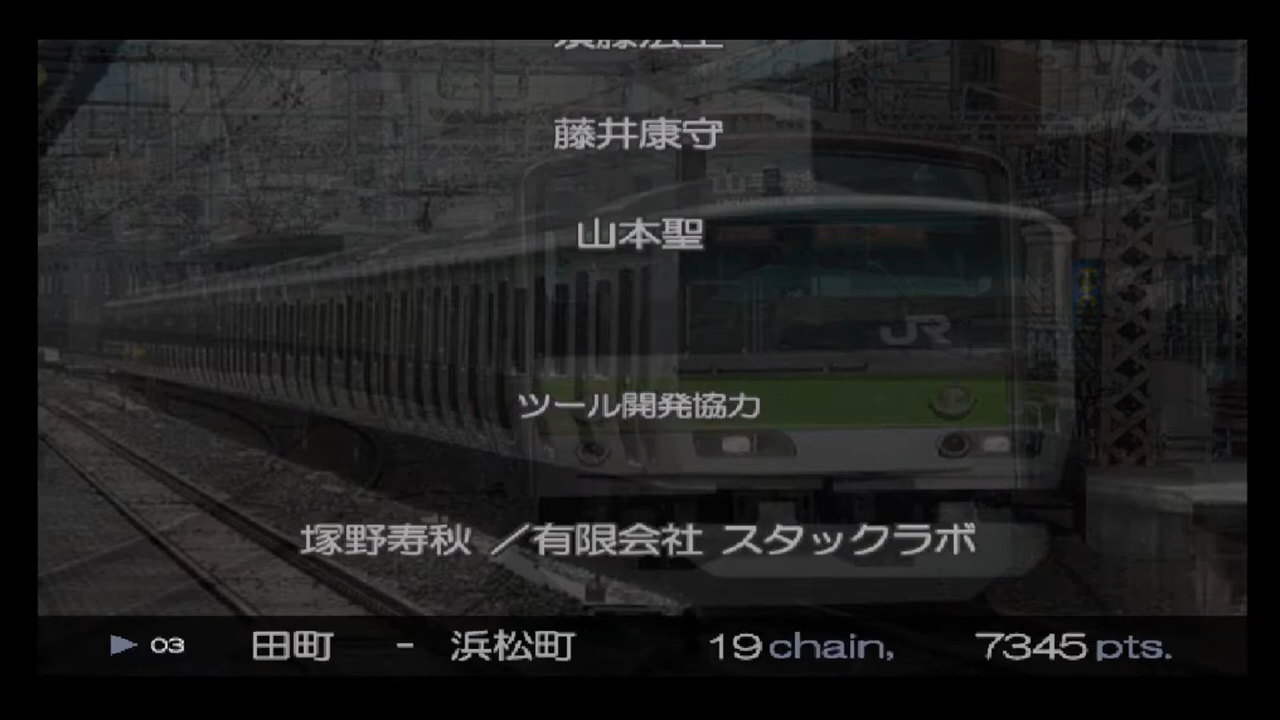 藤井康守
山本聖
JR
ツール開発協力
塚野寿秋 ／有限会社 スタックラボ
▶ 03 田町 - 浜松町 19 chain, 7345 pts.